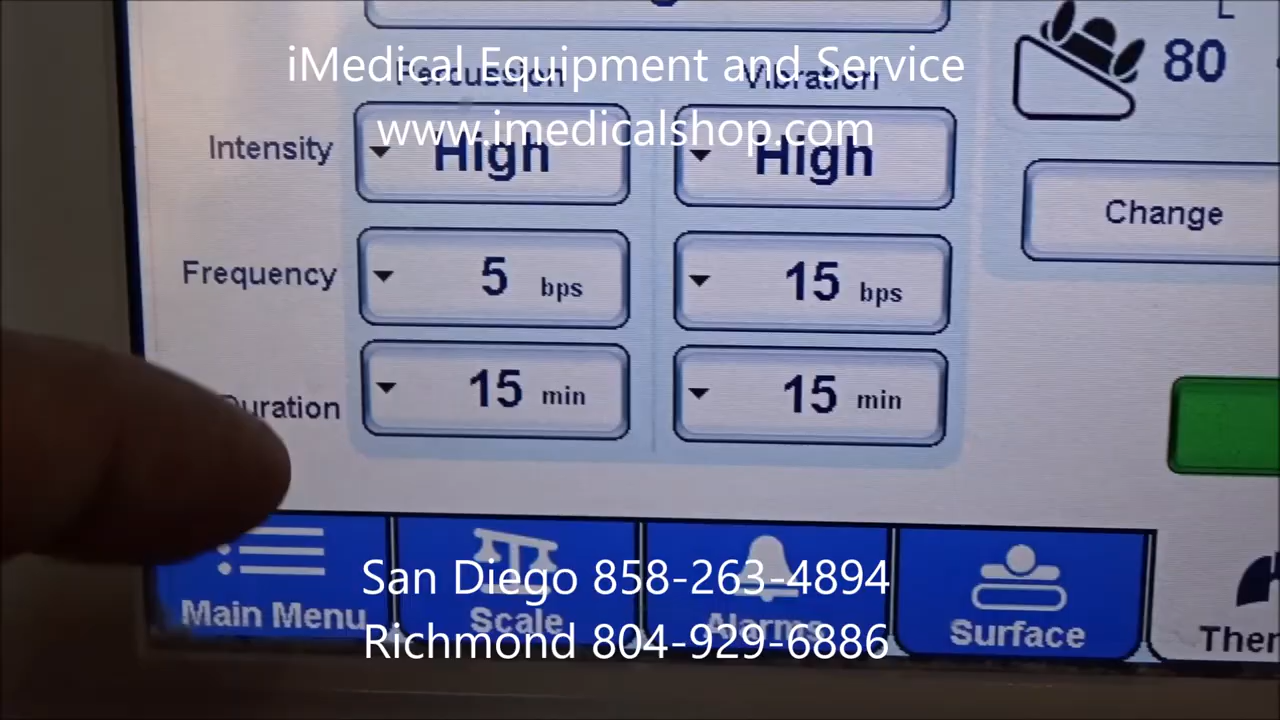 iMedical Equipment and Service
www.imedicalshop.com
L
80
Percussion
Vibration
Intensity
High
High
Change
Frequency
5 bps
15 bps
Duration
15 min
15 min
San Diego 858-263-4894
Richmond 804-929-6886
Main Menu
Scale
Alarms
Surface
Ther